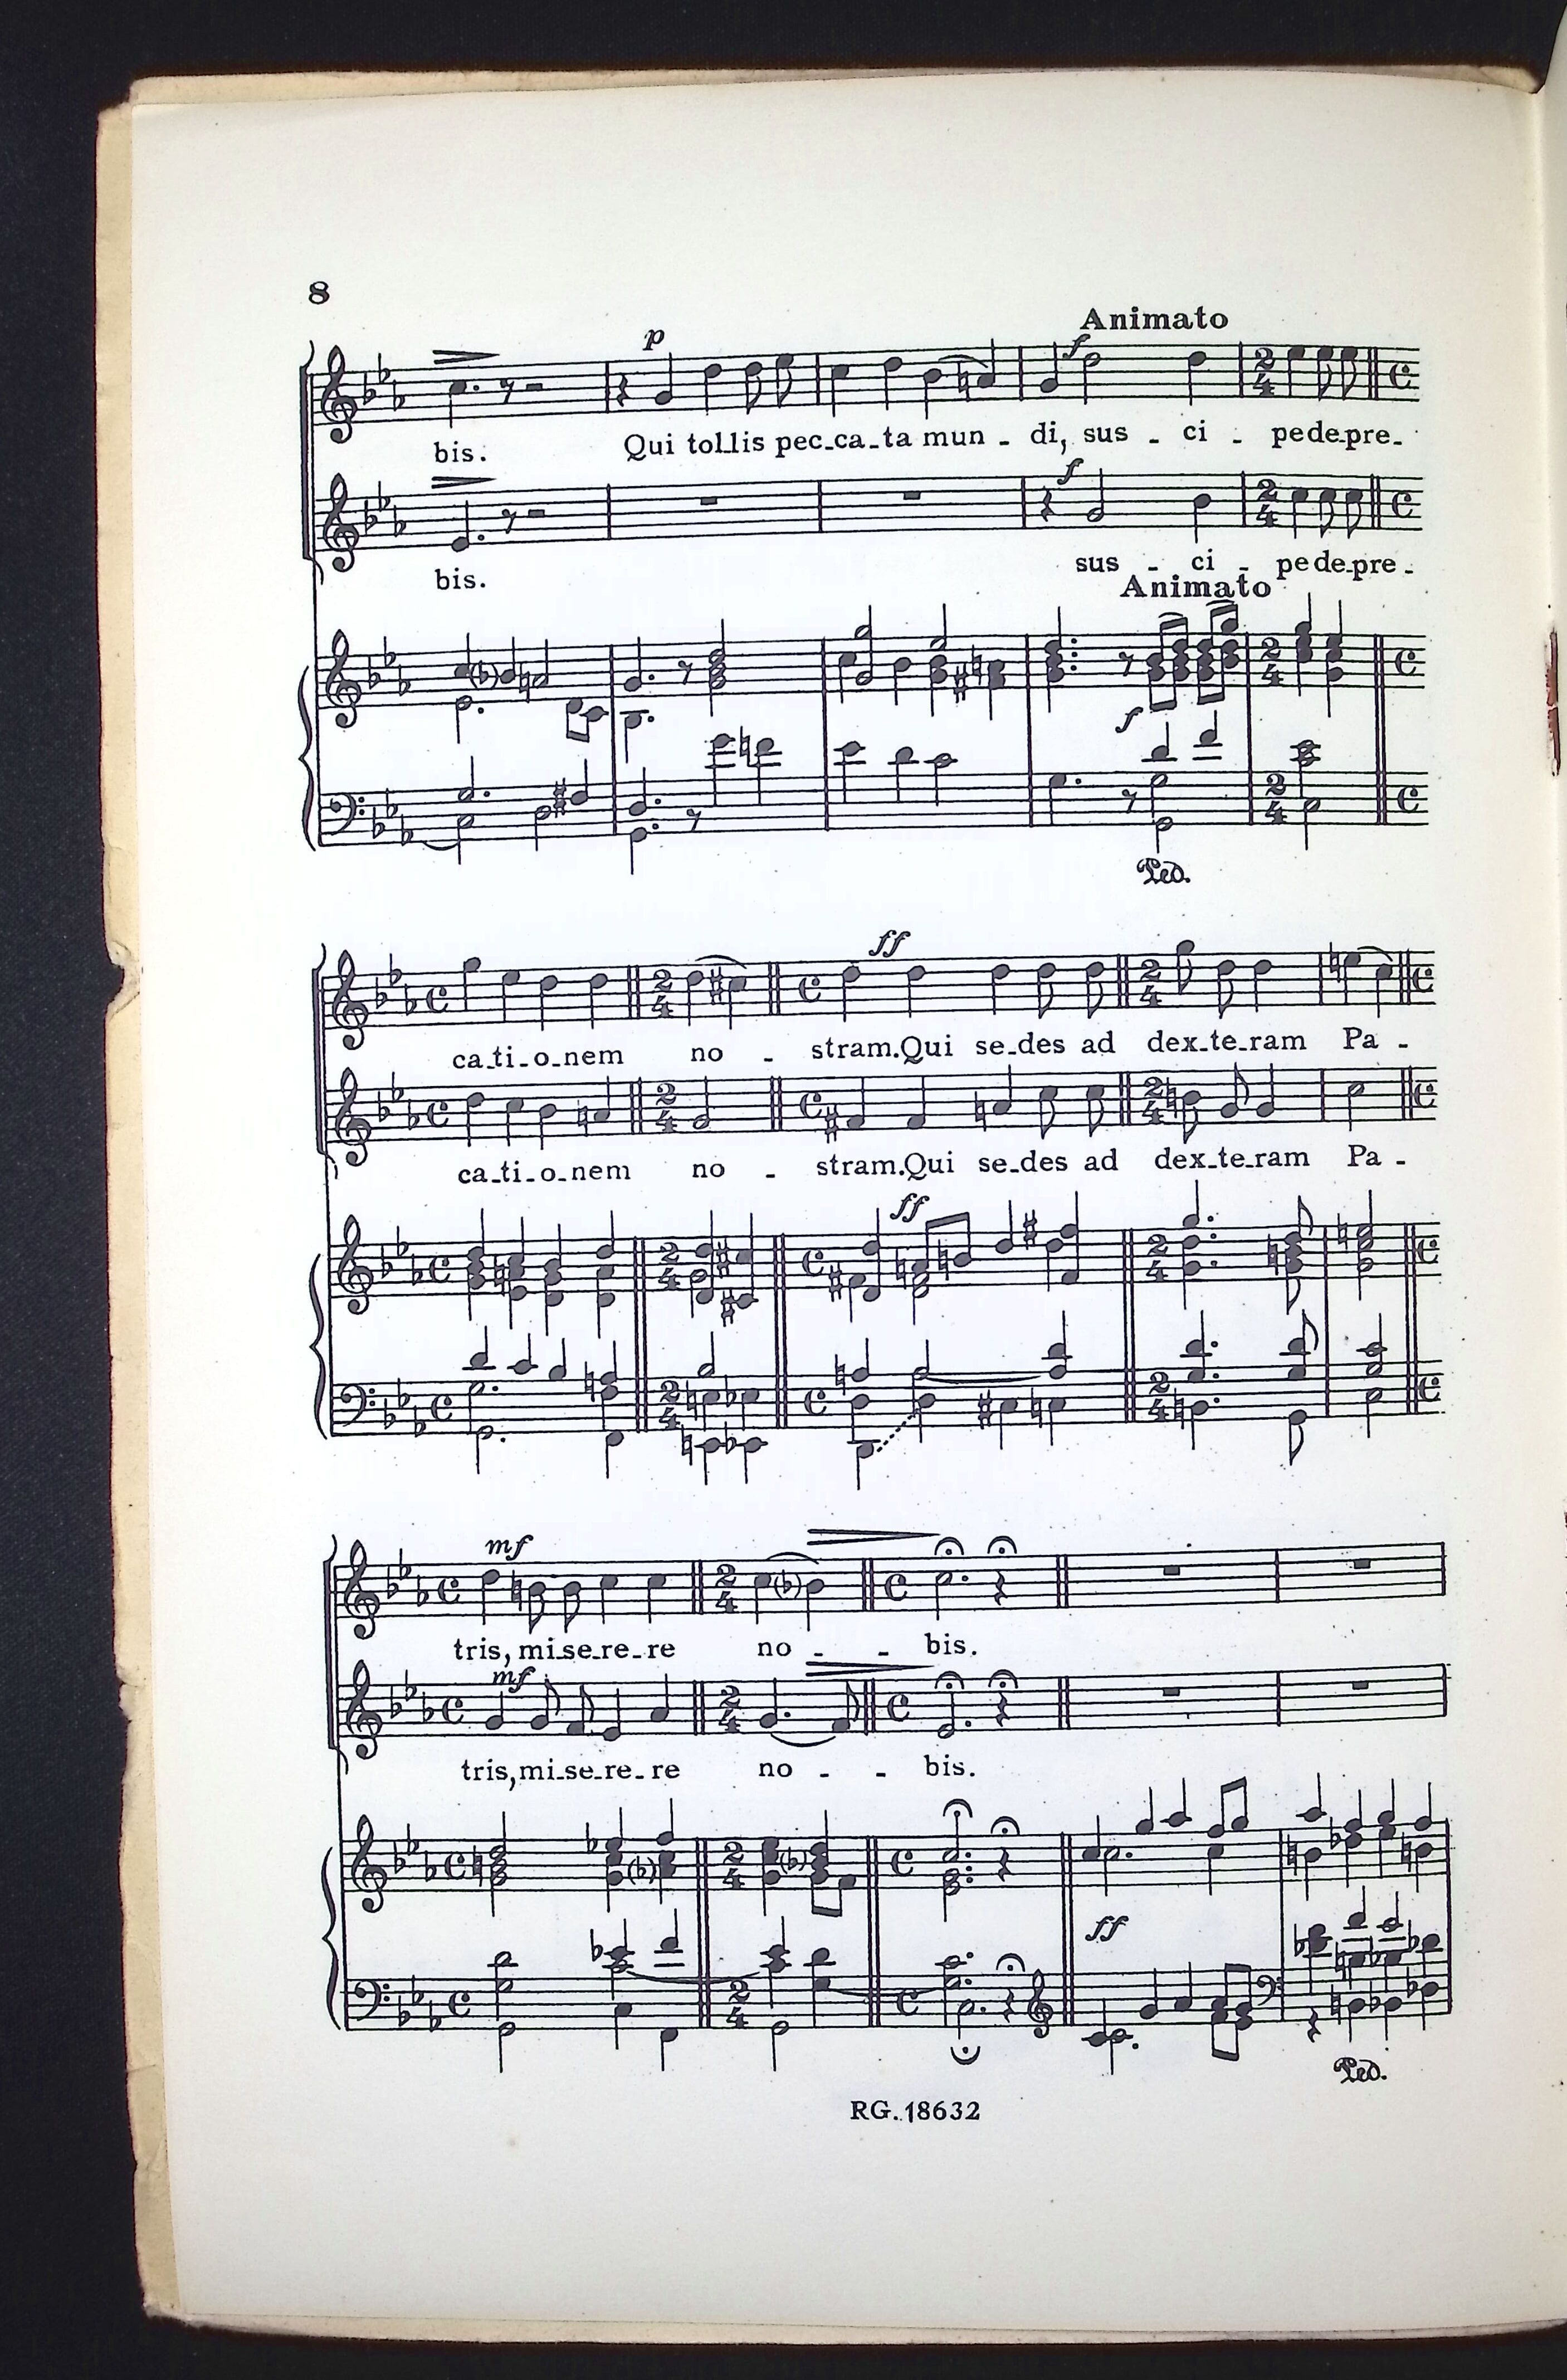 8
Animato
p
f
bis. Qui tol_lis pec_ca_ta mun - di, sus - ci - pe de_pre_
f
bis. sus - ci - pe de_pre_
Animato
f
Ped.
ff
ca_ti_o_nem no - stram. Qui se_des ad dex_te_ram Pa -
ca_ti_o_nem no - stram. Qui se_des ad dex_te_ram Pa -
ff
mf
tris, mi_se_re_re no - - bis.
mf
tris, mi_se_re_re no - - bis.
ff
Ped.
RG. 18632